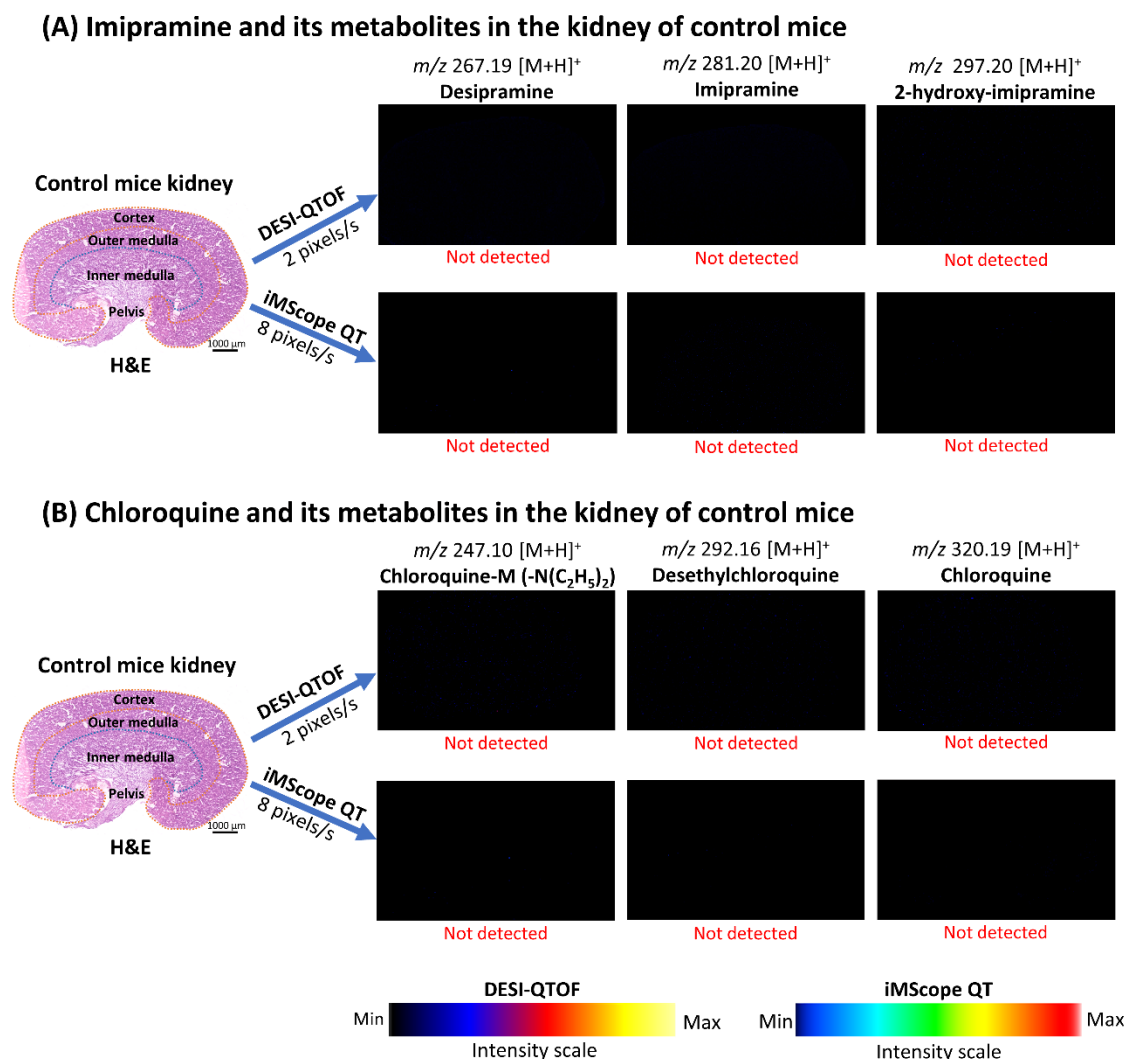 (A) Imipramine and its metabolites in the kidney of control mice
m/z 267.19 [M+H]⁺
Desipramine
m/z 281.20 [M+H]⁺
Imipramine
m/z 297.20 [M+H]⁺
2-hydroxy-imipramine
Control mice kidney
Cortex
Outer medulla
Inner medulla
Pelvis
1000 µm
H&E
DESI-QTOF
2 pixels/s
iMScope QT
8 pixels/s
Not detected
Not detected
Not detected
Not detected
Not detected
Not detected
(B) Chloroquine and its metabolites in the kidney of control mice
m/z 247.10 [M+H]⁺
Chloroquine-M (-N(C₂H₅)₂)
m/z 292.16 [M+H]⁺
Desethylchloroquine
m/z 320.19 [M+H]⁺
Chloroquine
Control mice kidney
Cortex
Outer medulla
Inner medulla
Pelvis
1000 µm
H&E
DESI-QTOF
2 pixels/s
iMScope QT
8 pixels/s
Not detected
Not detected
Not detected
Not detected
Not detected
Not detected
DESI-QTOF
Min
Max
Intensity scale
iMScope QT
Min
Max
Intensity scale